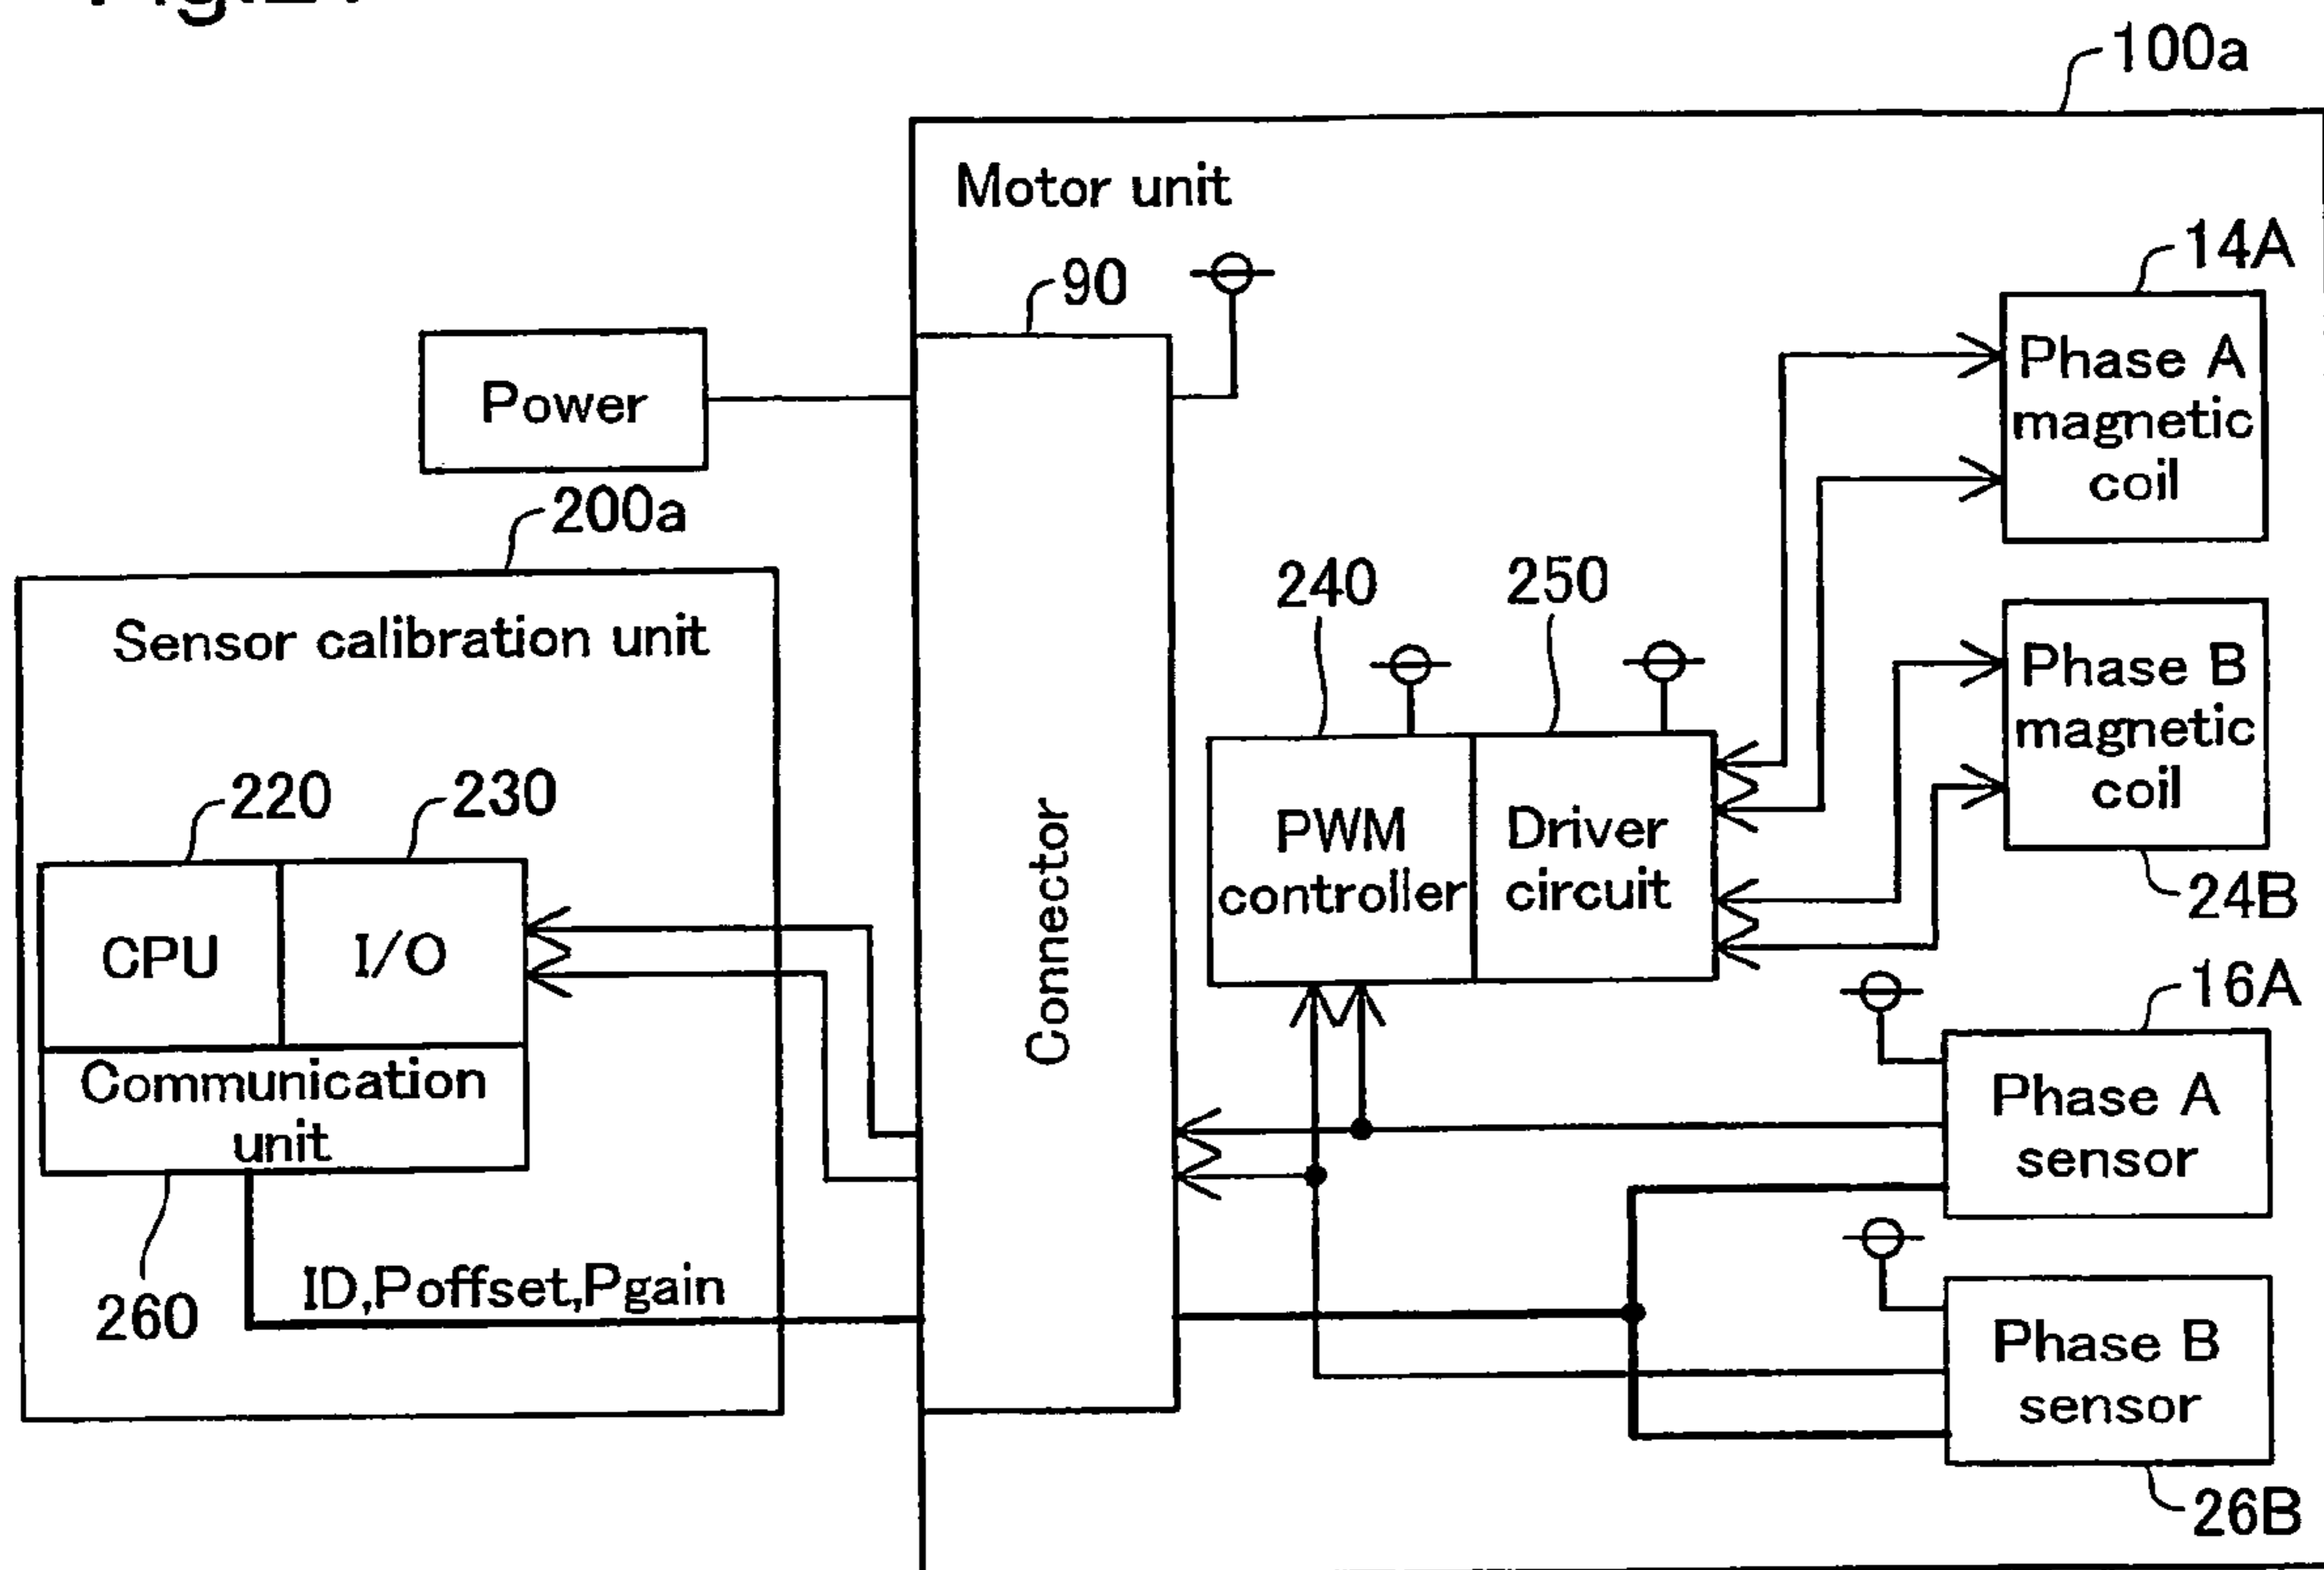 100a
Motor unit
14A
90
Phase A
magnetic
coil
Power
200a
240
250
Sensor calibration unit
Phase B
magnetic
coil
220
230
PWM
controller
Driver
circuit
24B
CPU
I/O
Connector
16A
Communication
unit
Phase A
sensor
ID,Poffset,Pgain
260
Phase B
sensor
26B